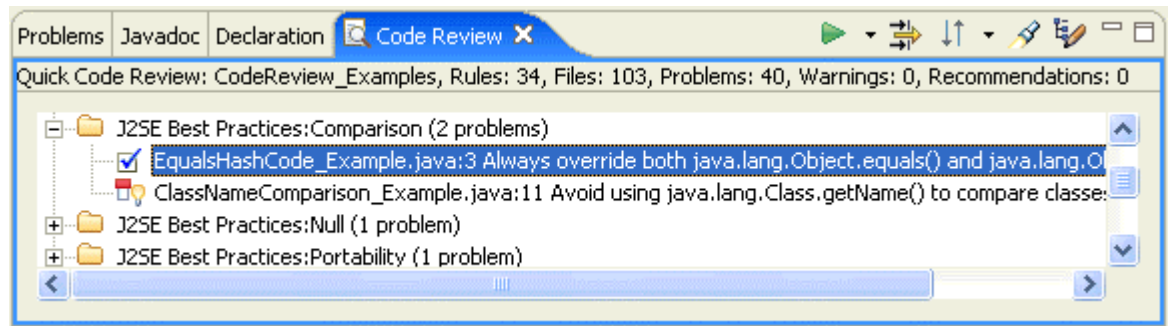 Problems Javadoc Declaration Code Review
Quick Code Review: CodeReview_Examples, Rules: 34, Files: 103, Problems: 40, Warnings: 0, Recommendations: 0
J2SE Best Practices:Comparison (2 problems)
EqualsHashCode_Example.java:3 Always override both java.lang.Object.equals() and java.lang.Ob
ClassNameComparison_Example.java:11 Avoid using java.lang.Class.getName() to compare classes
J2SE Best Practices:Null (1 problem)
J2SE Best Practices:Portability (1 problem)